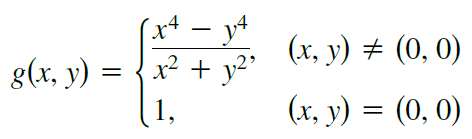 g(x, y) = { (x⁴ − y⁴)/(x² + y²), (x, y) ≠ (0, 0)
1, (x, y) = (0, 0)